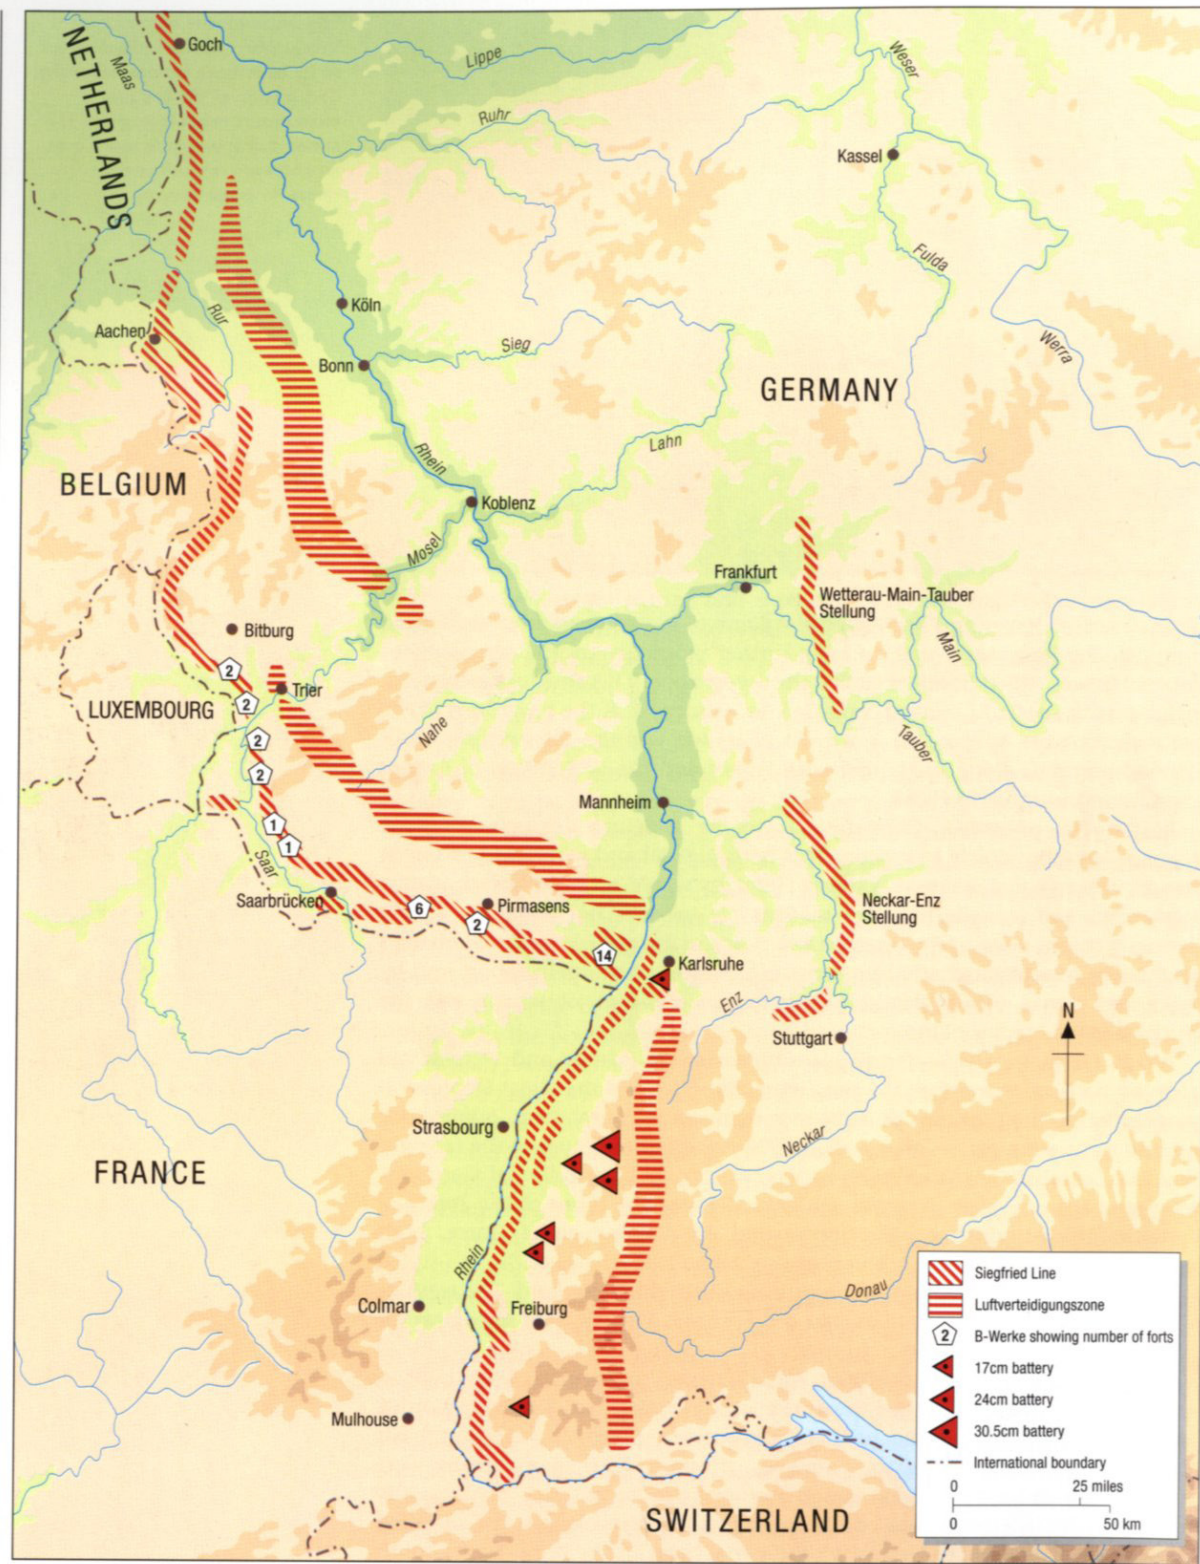 Goch
NETHERLANDS
Maas
Lippe
Weser
Ruhr
Kassel
Fulda
Rur
Köln
Aachen
Sieg
Werra
Bonn
GERMANY
Lahn
Rhein
BELGIUM
Koblenz
Mosel
Frankfurt
Wetterau-Main-Tauber
Stellung
Bitburg
Main
2
Trier
2
LUXEMBOURG
Nahe
Tauber
2
2
Mannheim
1
1
Saar
Saarbrücken
6
Pirmasens
2
Neckar-Enz
Stellung
14
Karlsruhe
Enz
Stuttgart
N
Strasbourg
Neckar
FRANCE
Rhein
Donau
Colmar
Freiburg
Mulhouse
SWITZERLAND
Siegfried Line
Luftverteidigungszone
2 B-Werke showing number of forts
17cm battery
24cm battery
30.5cm battery
International boundary
0 25 miles
0 50 km